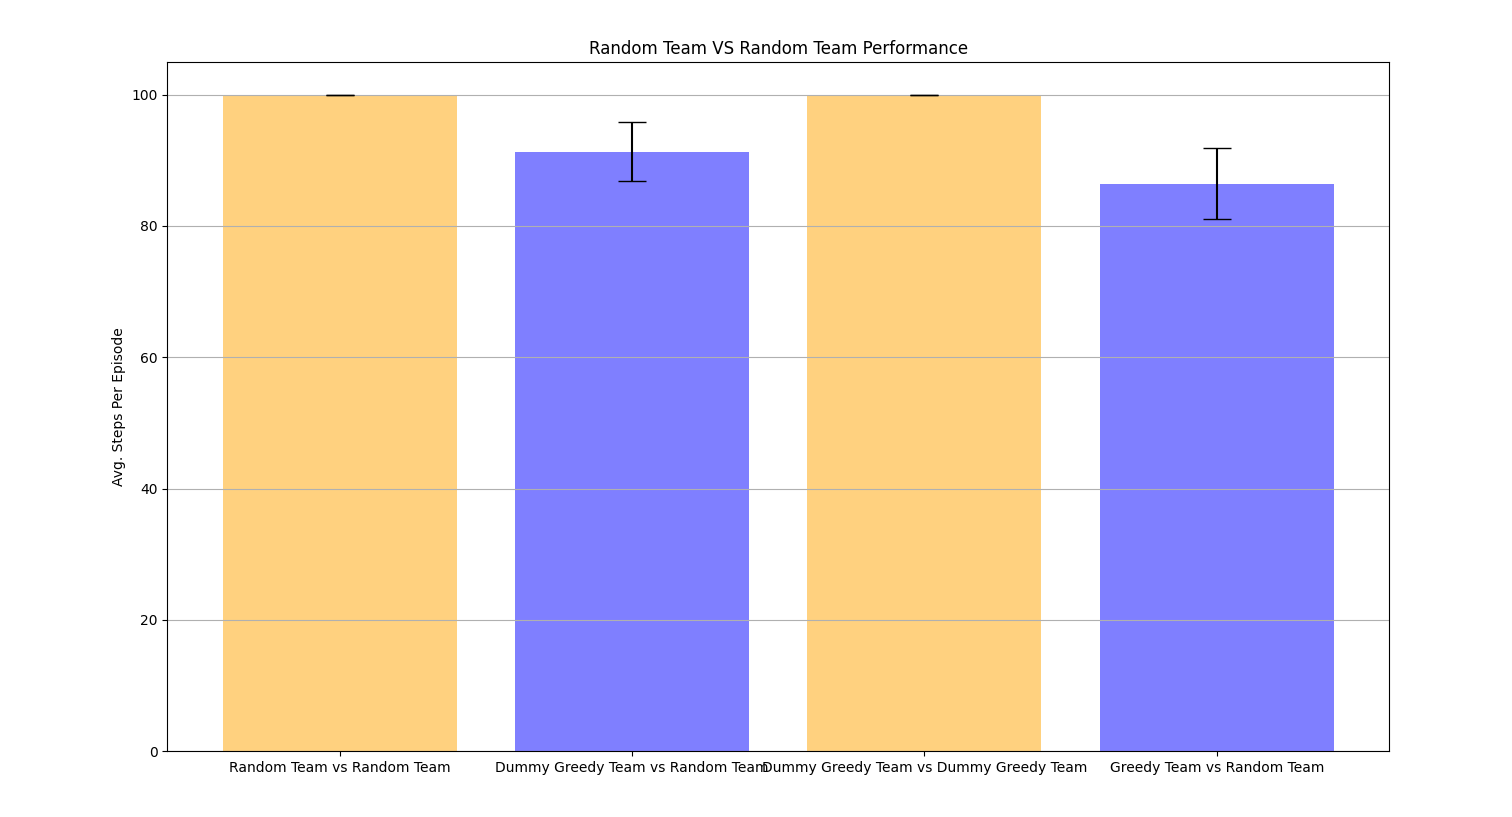 Random Team VS Random Team Performance
Avg. Steps Per Episode
100
80
60
40
20
0
Random Team vs Random Team
Dummy Greedy Team vs Random Team
Dummy Greedy Team vs Dummy Greedy Team
Greedy Team vs Random Team